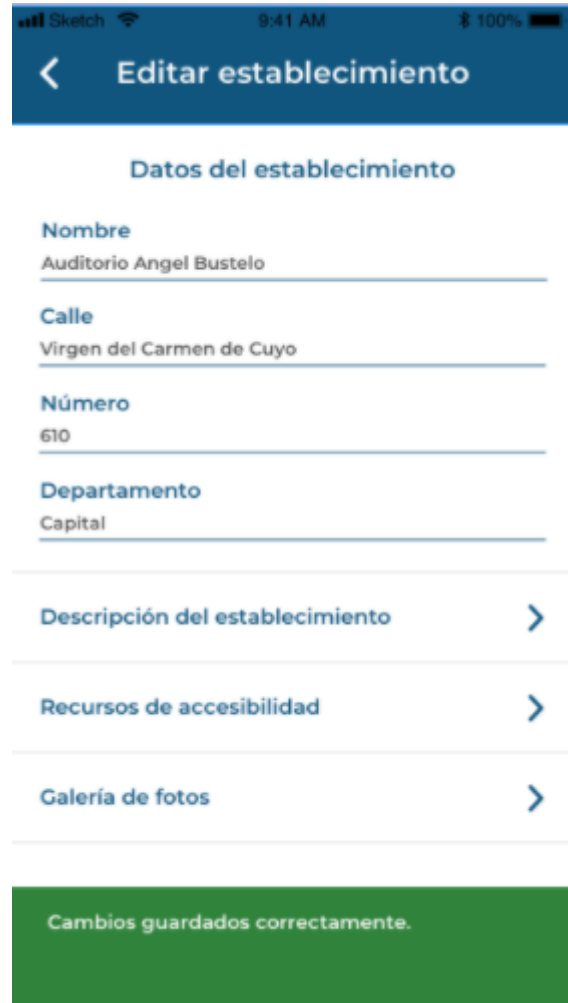 Sketch 9:41 AM 100%
Editar establecimiento
Datos del establecimiento
Nombre
Auditorio Angel Bustelo
Calle
Virgen del Carmen de Cuyo
Número
610
Departamento
Capital
Descripción del establecimiento
Recursos de accesibilidad
Galería de fotos
Cambios guardados correctamente.